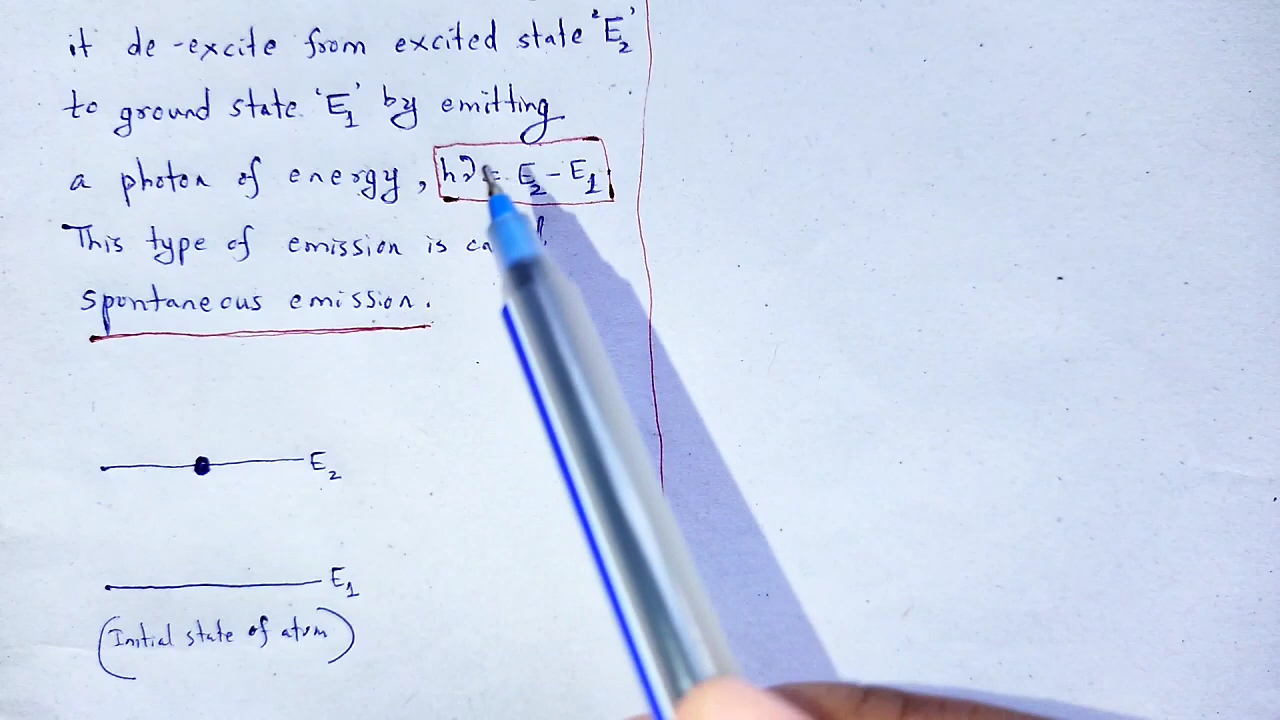 it de-excite from excited state 'E₂'
to ground state 'E₁' by emitting
a photon of energy, hν = E₂ - E₁
This type of emission is
spontaneous emission.
E₂
E₁
(Initial state of atom)